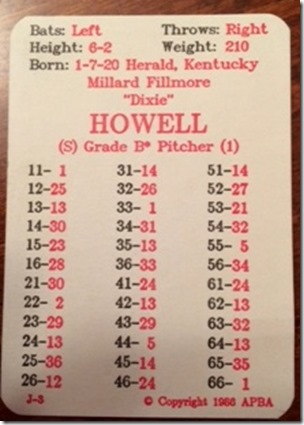 Bats: Left Throws: Right
Height: 6-2 Weight: 210
Born: 1-7-20 Herald, Kentucky
Millard Fillmore
"Dixie"
HOWELL
(S) Grade B* Pitcher (1)
11- 1 31-14 51-14
12-25 32-26 52-27
13-13 33- 1 53-21
14-30 34-31 54-32
15-23 35-13 55- 5
16-28 36-33 56-34
21-30 41-24 61-24
22- 2 42-13 62-13
23-29 43-29 63-32
24-13 44- 5 64-13
25-36 45-14 65-35
26-12 46-24 66- 1
J-3 © Copyright 1986 APBA